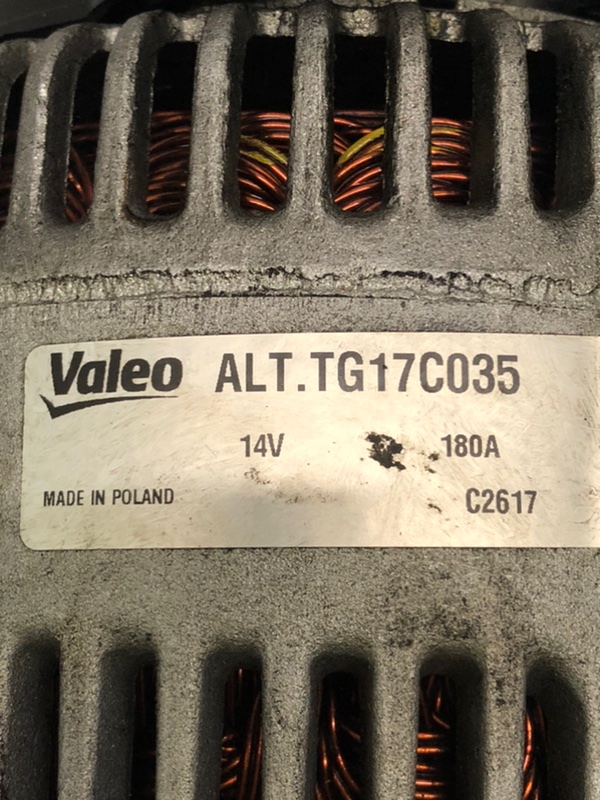 Valeo ALT.TG17C035
14V 180A
MADE IN POLAND C2617